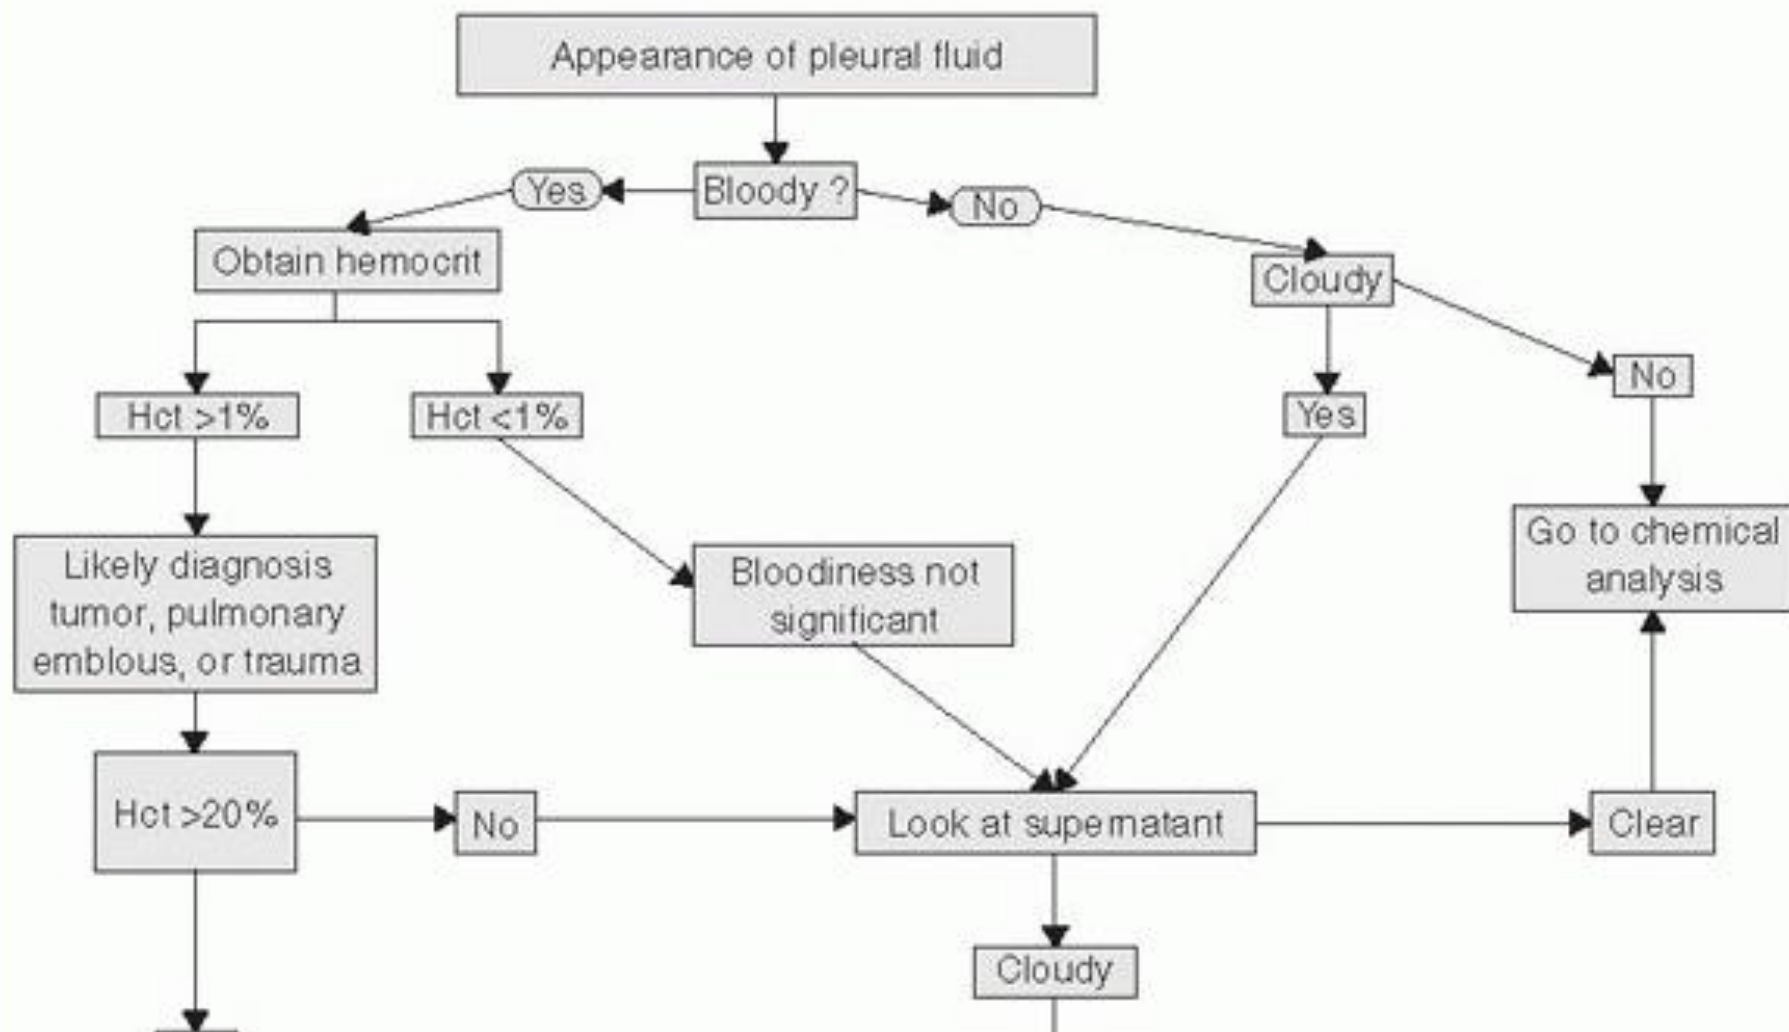 Appearance of pleural fluid
Yes
Bloody ?
No
Obtain hemocrit
Cloudy
No
Hct >1%
Hct <1%
Yes
Likely diagnosis
tumor, pulmonary
emblous, or trauma
Bloodiness not
significant
Go to chemical
analysis
Hct >20%
No
Look at supernatant
Clear
Cloudy